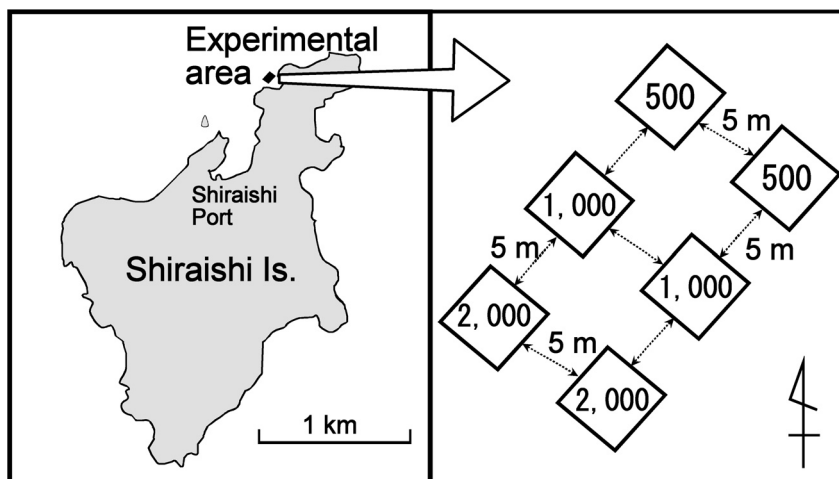 Experimental
area
Shiraishi
Port
Shiraishi Is.
1 km
500
5 m
500
1, 000
5 m
5 m
1, 000
2, 000
5 m
2, 000